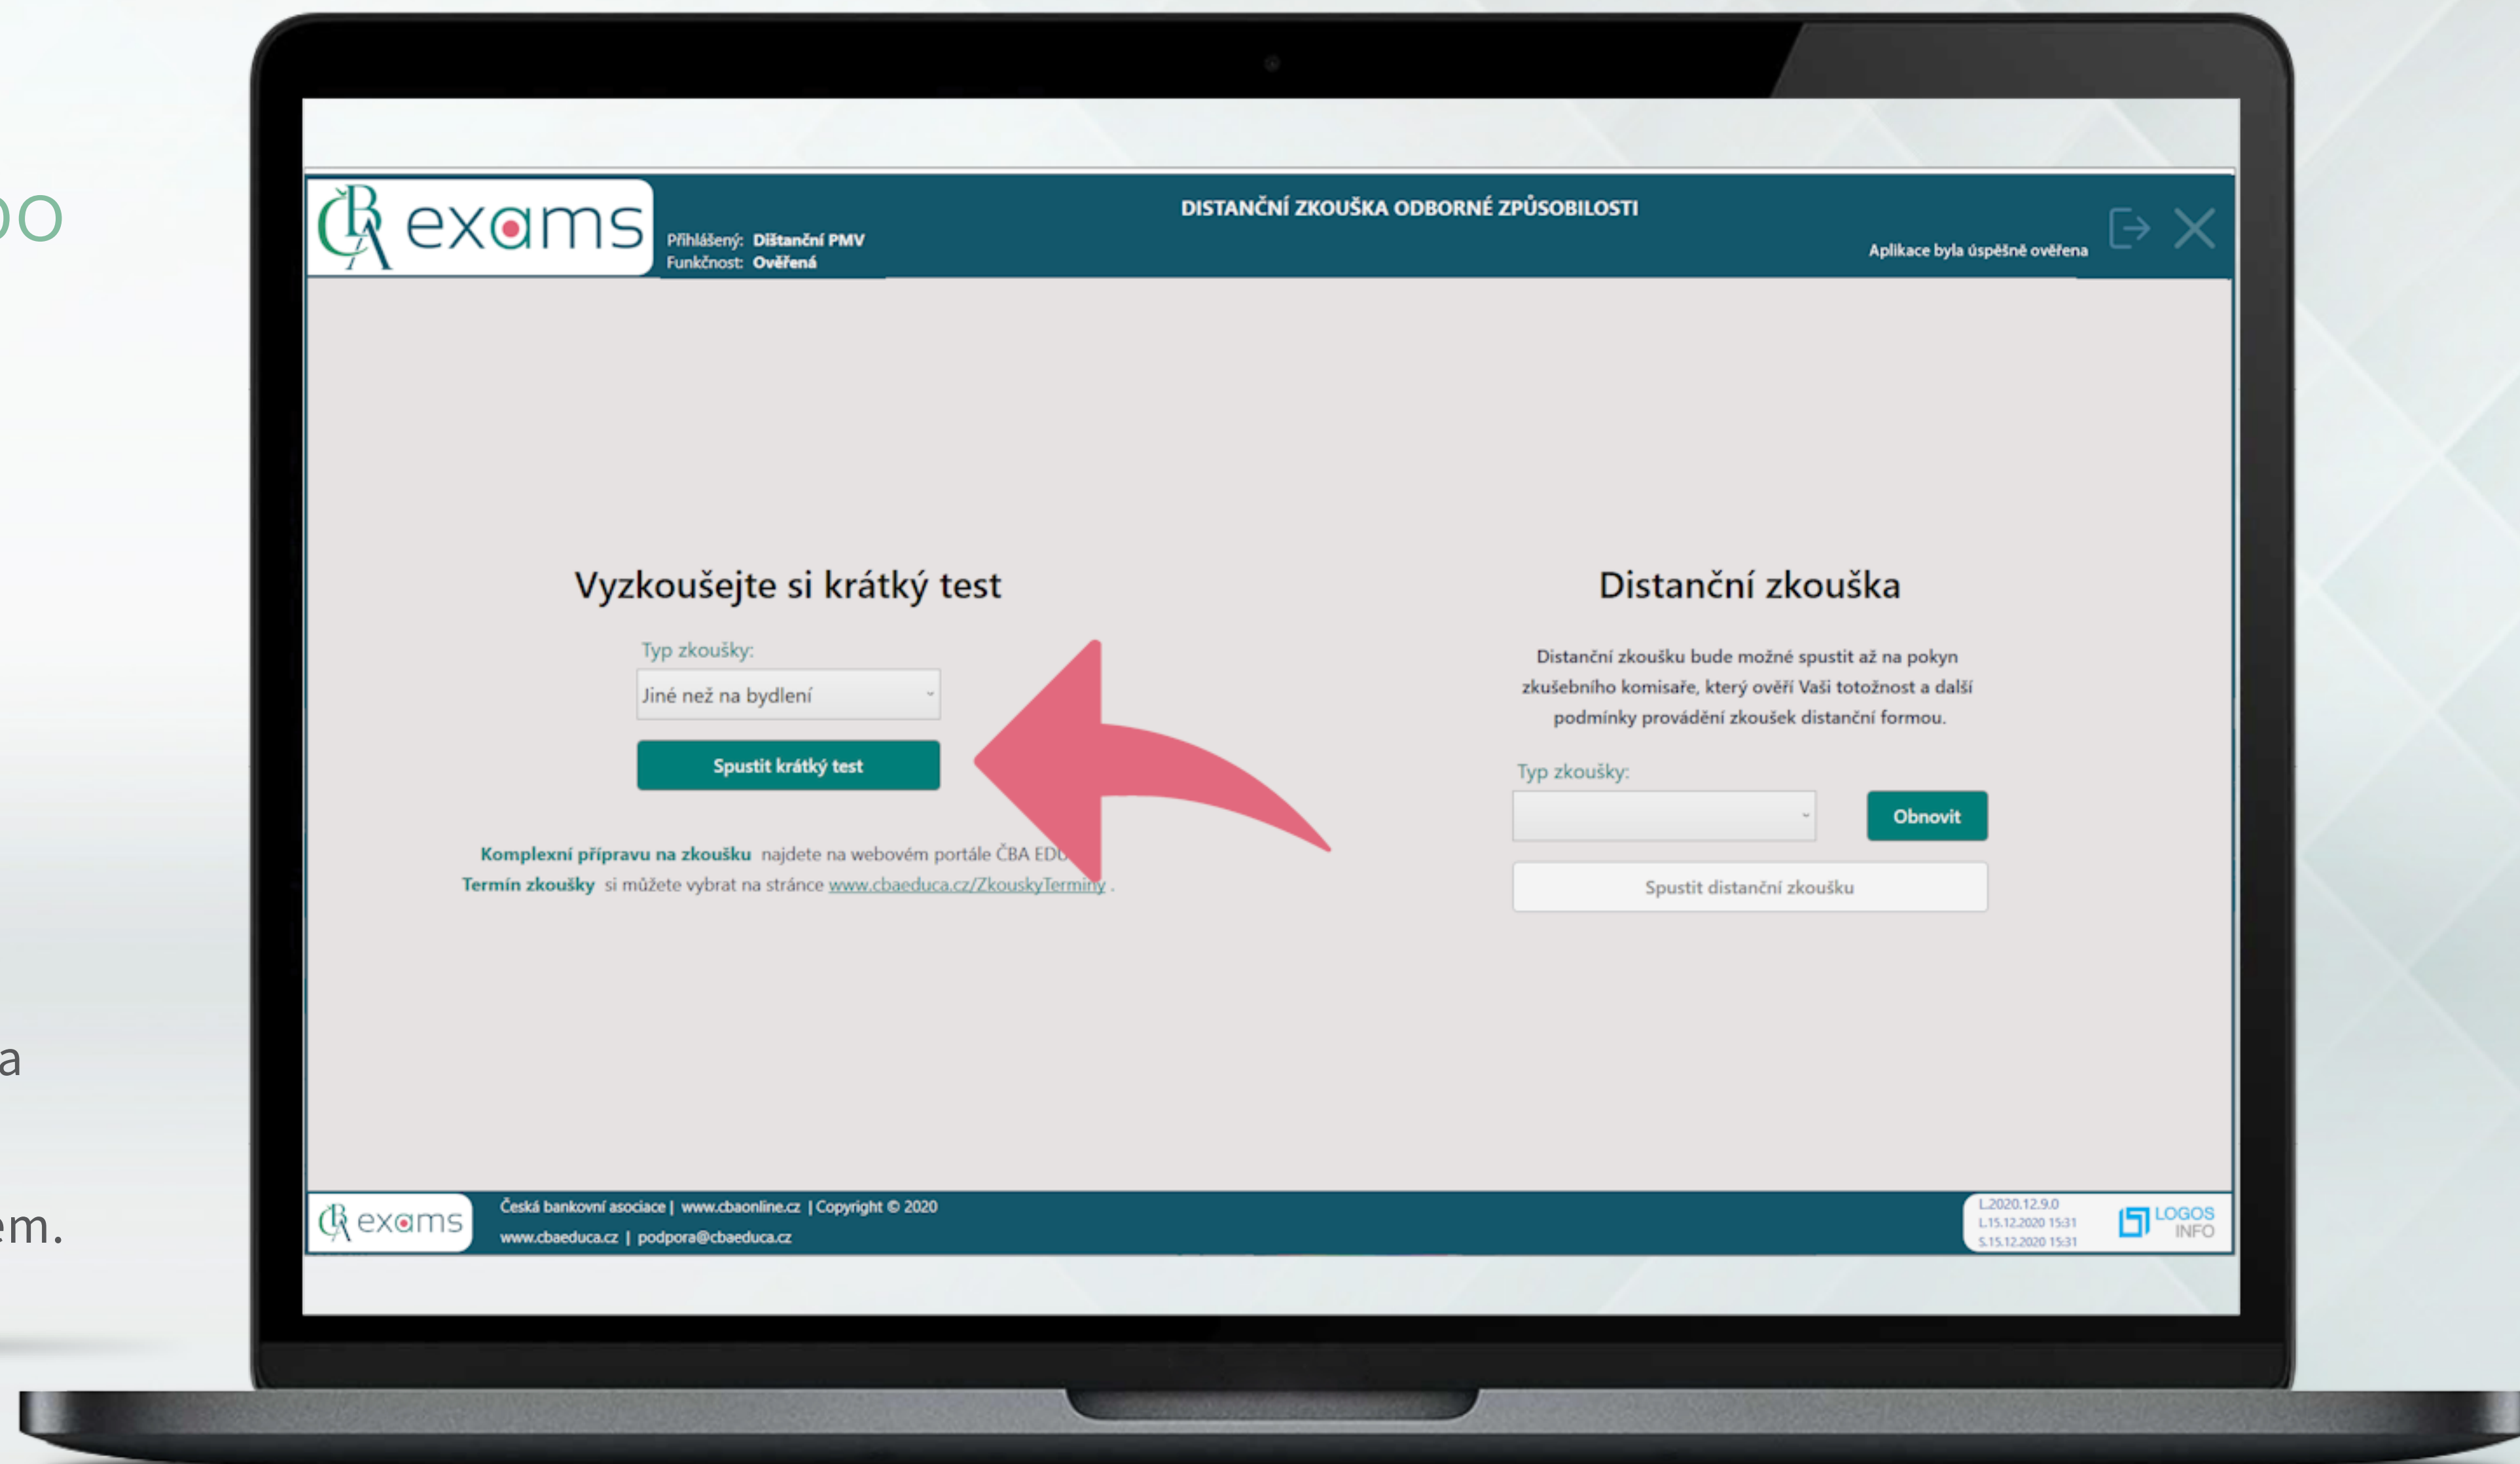 ČBA exams
Přihlášený: Dištanční PMV
Funkčnost: Ověřená
DISTANČNÍ ZKOUŠKA ODBORNÉ ZPŮSOBILOSTI
Aplikace byla úspěšně ověřena
Vyzkoušejte si krátký test
Typ zkoušky:
Jiné než na bydlení
Spustit krátký test
Komplexní přípravu na zkoušku najdete na webovém portále ČBA
Termín zkoušky si můžete vybrat na stránce www.cbaeduca.cz/ZkouskyTerminy .
Distanční zkouška
Distanční zkoušku bude možné spustit až na pokyn
zkušebního komisaře, který ověří Vaši totožnost a další
podmínky provádění zkoušek distanční formou.
Typ zkoušky:
Obnovit
Spustit distanční zkoušku
a
em.
ČBA exams
Česká bankovní asociace | www.cbaonline.cz | Copyright © 2020
www.cbaeduca.cz | podpora@cbaeduca.cz
L.2020.12.9.0
L.15.12.2020 15:31
S.15.12.2020 15:31
LOGOS
INFO